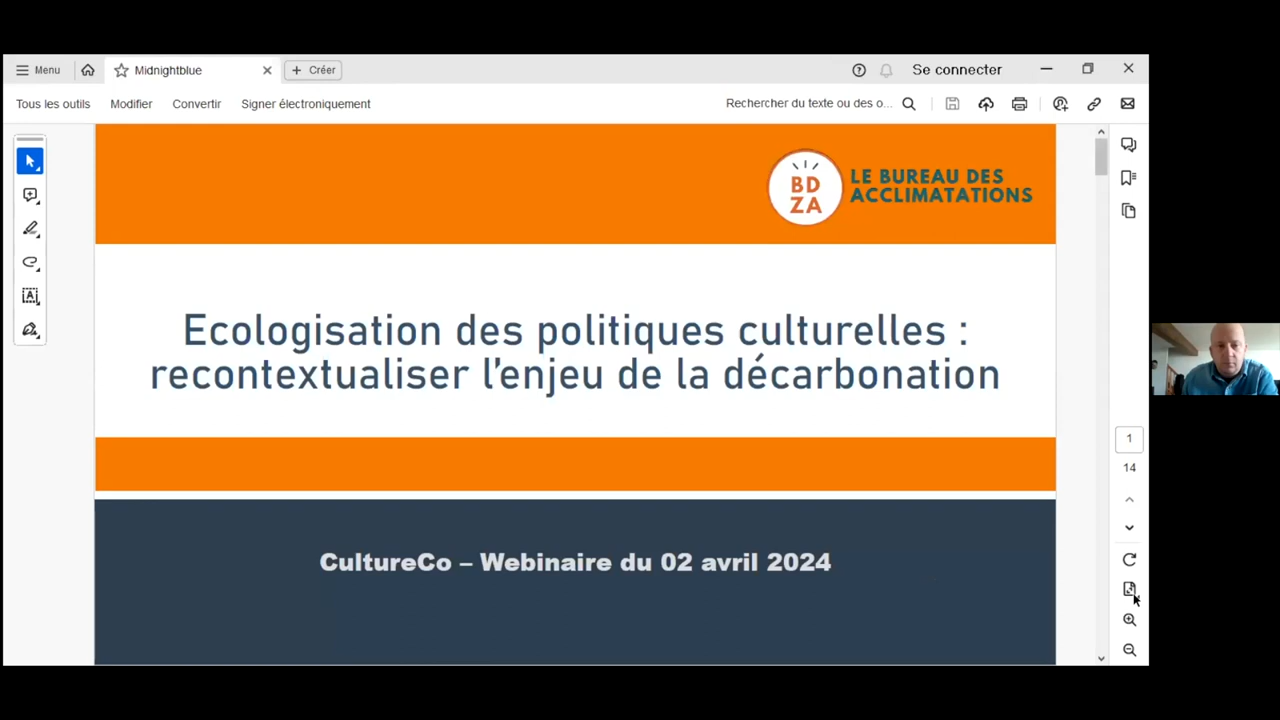 Menu
Midnightblue
Créer
Se connecter
Tous les outils
Modifier
Convertir
Signer électroniquement
Rechercher du texte ou des o...
BD
ZA
LE BUREAU DES
ACCLIMATATIONS
Ecologisation des politiques culturelles :
recontextualiser l'enjeu de la décarbonation
1
14
CultureCo – Webinaire du 02 avril 2024